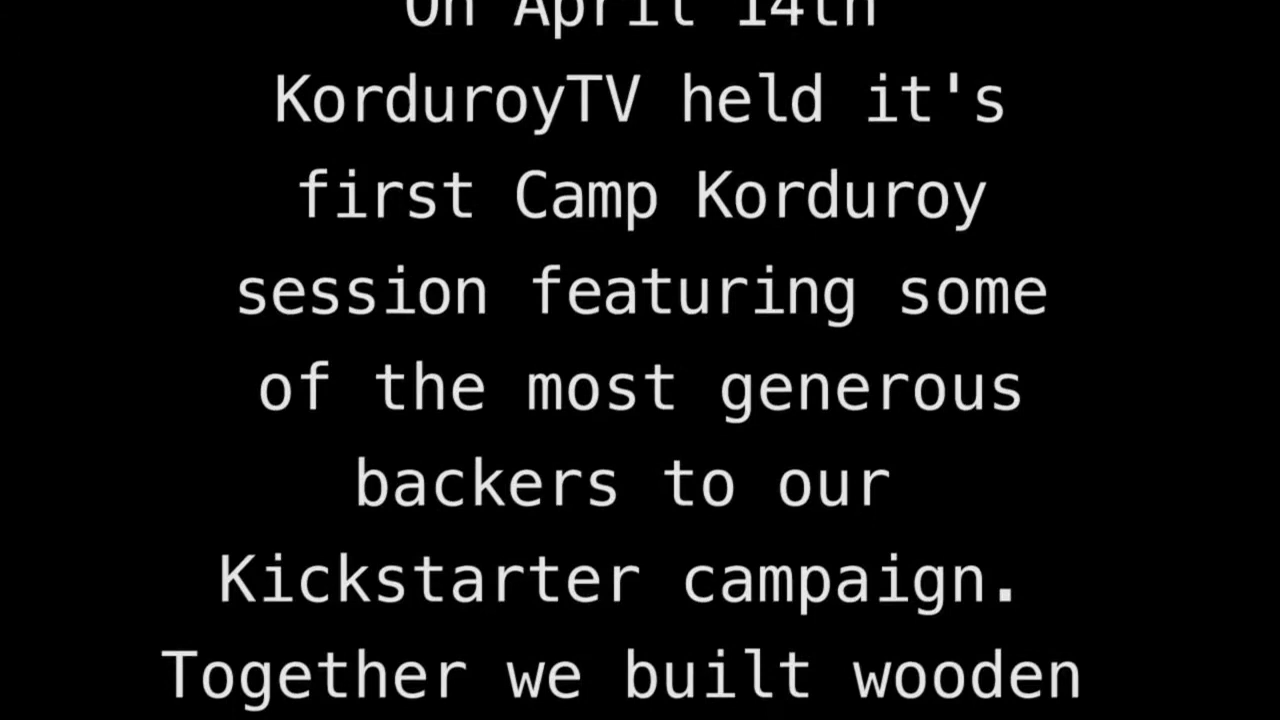 On April 14th
KorduroyTV held it's
first Camp Korduroy
session featuring some
of the most generous
backers to our
Kickstarter campaign.
Together we built wooden